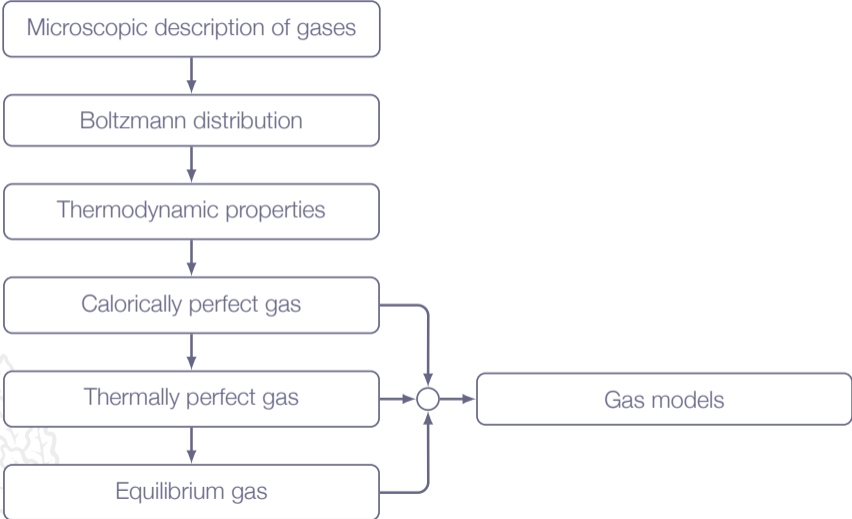 Microscopic description of gases
Boltzmann distribution
Thermodynamic properties
Calorically perfect gas
Thermally perfect gas
Gas models
Equilibrium gas